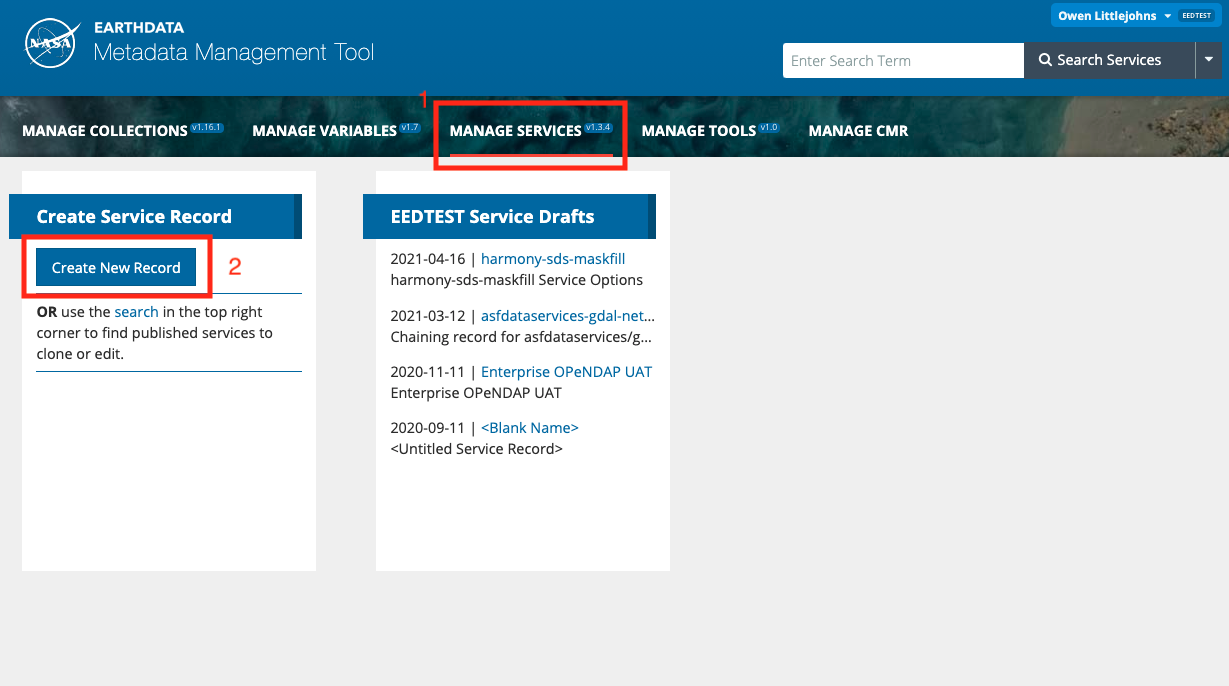 Owen Littlejohns EEDTEST
NASA
EARTHDATA
Metadata Management Tool
Enter Search Term
Search Services
1
MANAGE COLLECTIONS v1.16.1 MANAGE VARIABLES v1.7 MANAGE SERVICES v1.3.4 MANAGE TOOLS v1.0 MANAGE CMR
Create Service Record
Create New Record
2
OR use the search in the top right
corner to find published services to
clone or edit.
EEDTEST Service Drafts
2021-04-16 | harmony-sds-maskfill
harmony-sds-maskfill Service Options
2021-03-12 | asfdataservices-gdal-net...
Chaining record for asfdataservices/g...
2020-11-11 | Enterprise OPeNDAP UAT
Enterprise OPeNDAP UAT
2020-09-11 | <Blank Name>
<Untitled Service Record>